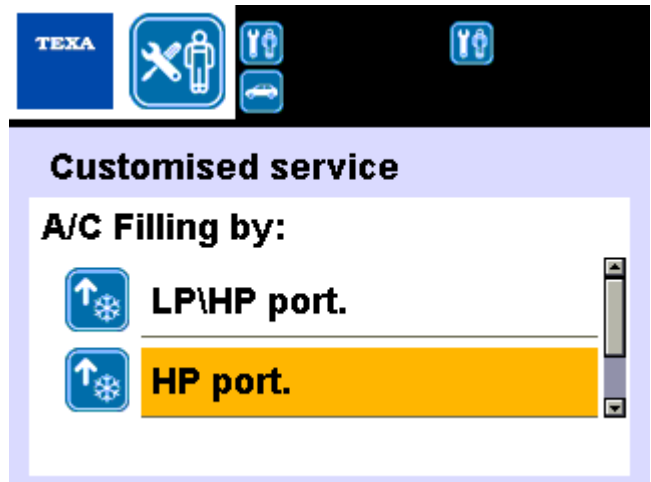 TEXA
Customised service
A/C Filling by:
LP\HP port.
HP port.